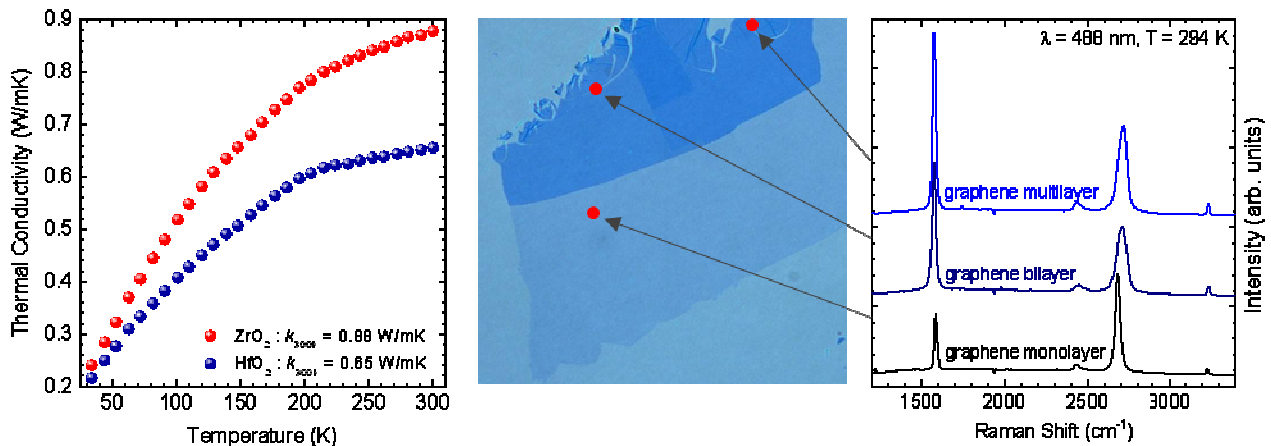 Thermal Conductivity (W/mK)
0.9
0.8
0.7
0.6
0.5
0.4
0.3
0.2
ZrO₂ : k = 0.88 W/mK
HfO₂ : k = 0.65 W/mK
50 100 150 200 250 300
Temperature (K)
λ = 488 nm, T = 294 K
graphene multilayer
graphene bilayer
graphene monolayer
1500 2000 2500 3000
Raman Shift (cm⁻¹)
Intensity (arb. units)